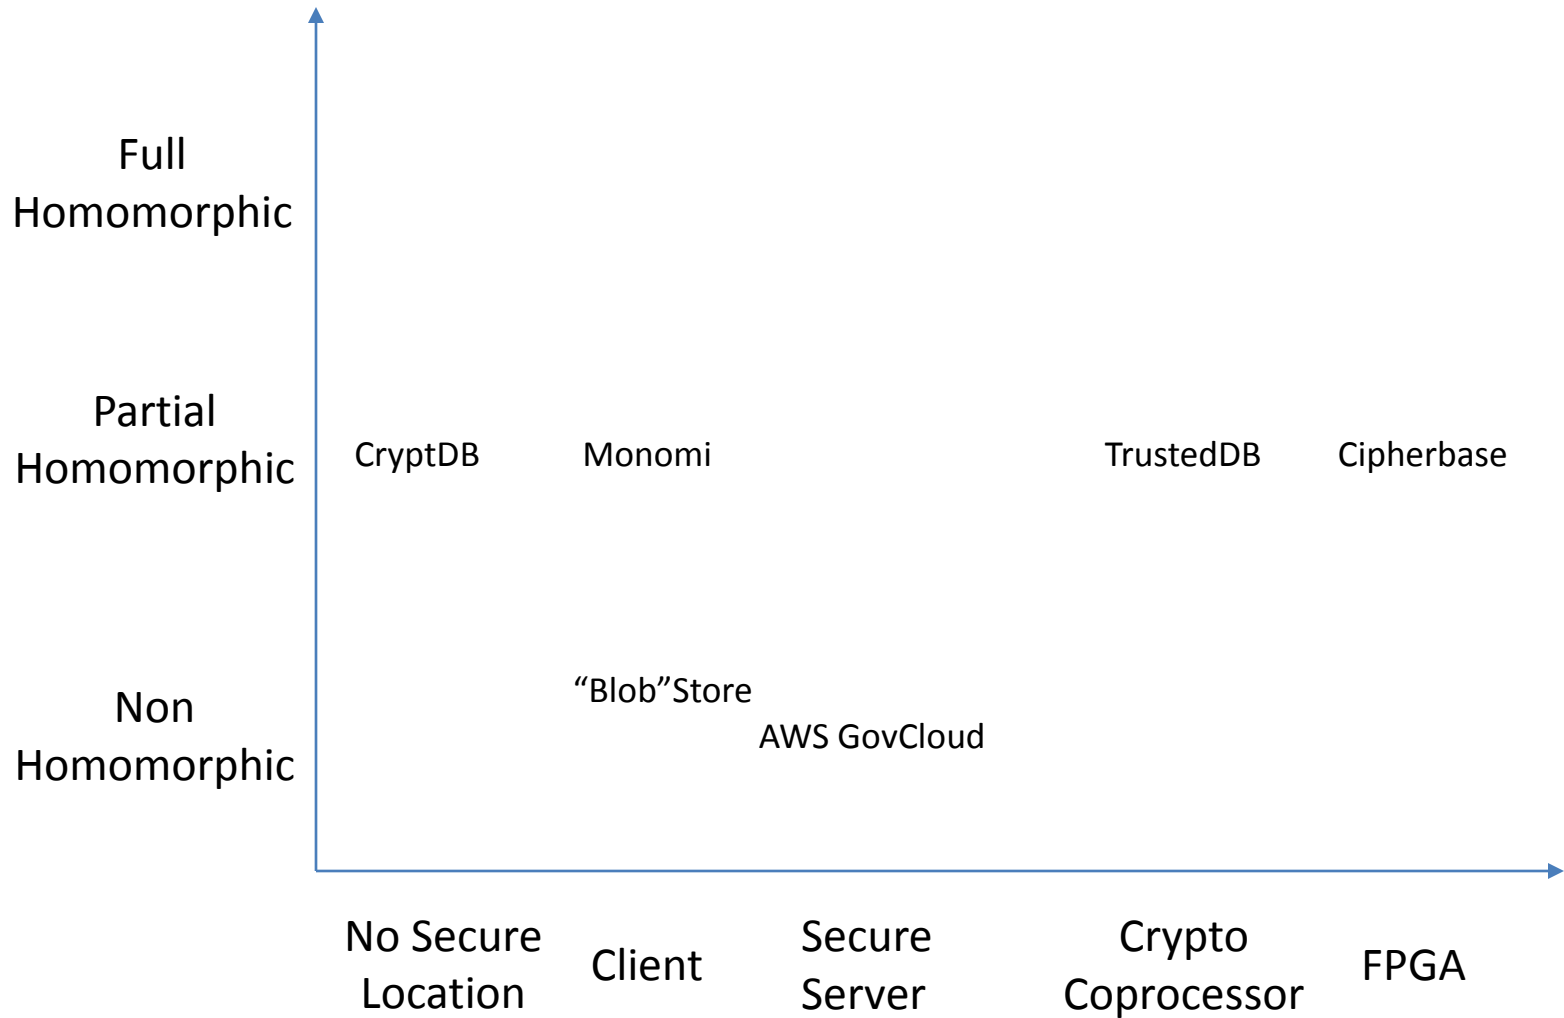 Full
Homomorphic
Partial
Homomorphic
CryptDB
Monomi
TrustedDB
Cipherbase
“Blob”Store
Non
Homomorphic
AWS GovCloud
No Secure
Location
Client
Secure
Server
Crypto
Coprocessor
FPGA